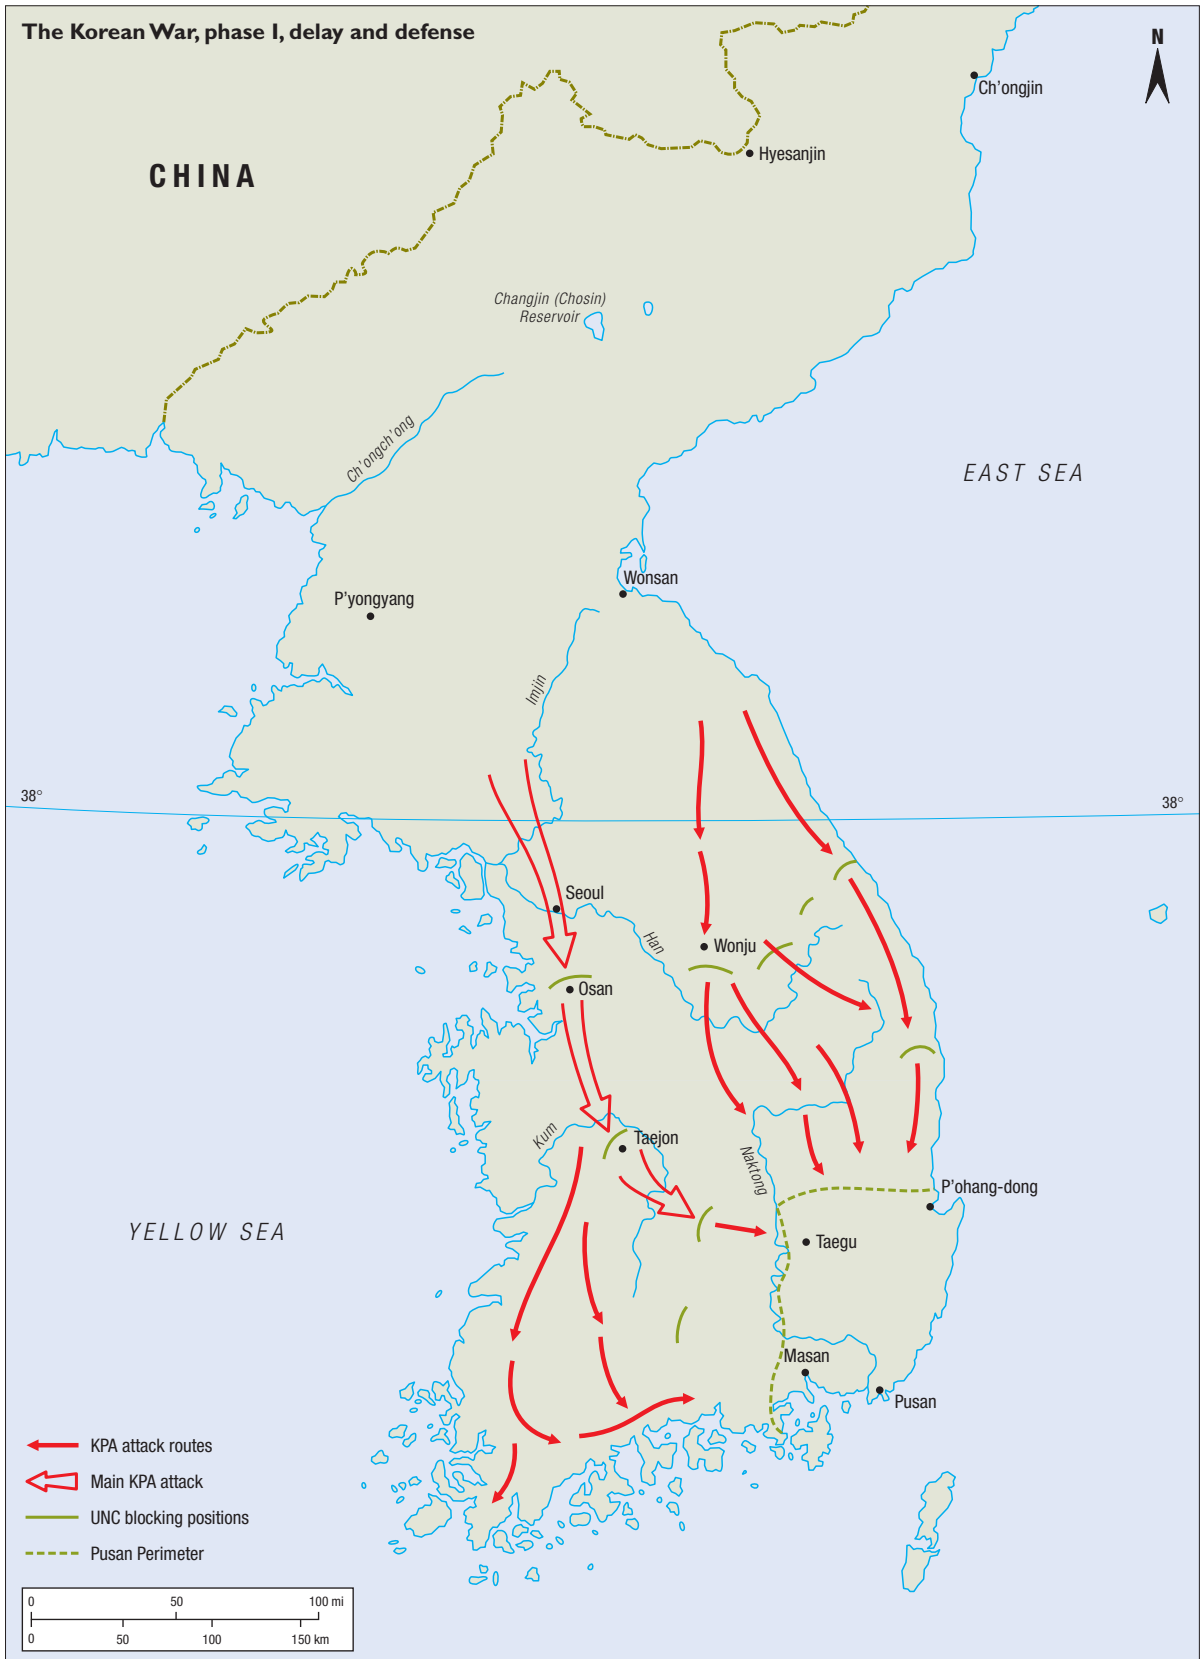 The Korean War, phase I, delay and defense
N
Ch'ongjin
Hyesanjin
CHINA
Changjin (Chosin)
Reservoir
Ch'ongch'ong
EAST SEA
Wonsan
P'yongyang
Imjin
38°
38°
Seoul
Han
Wonju
Osan
Kum
Taejon
Naktong
P'ohang-dong
YELLOW SEA
Taegu
Masan
Pusan
KPA attack routes
Main KPA attack
UNC blocking positions
Pusan Perimeter
0 50 100 mi
0 50 100 150 km